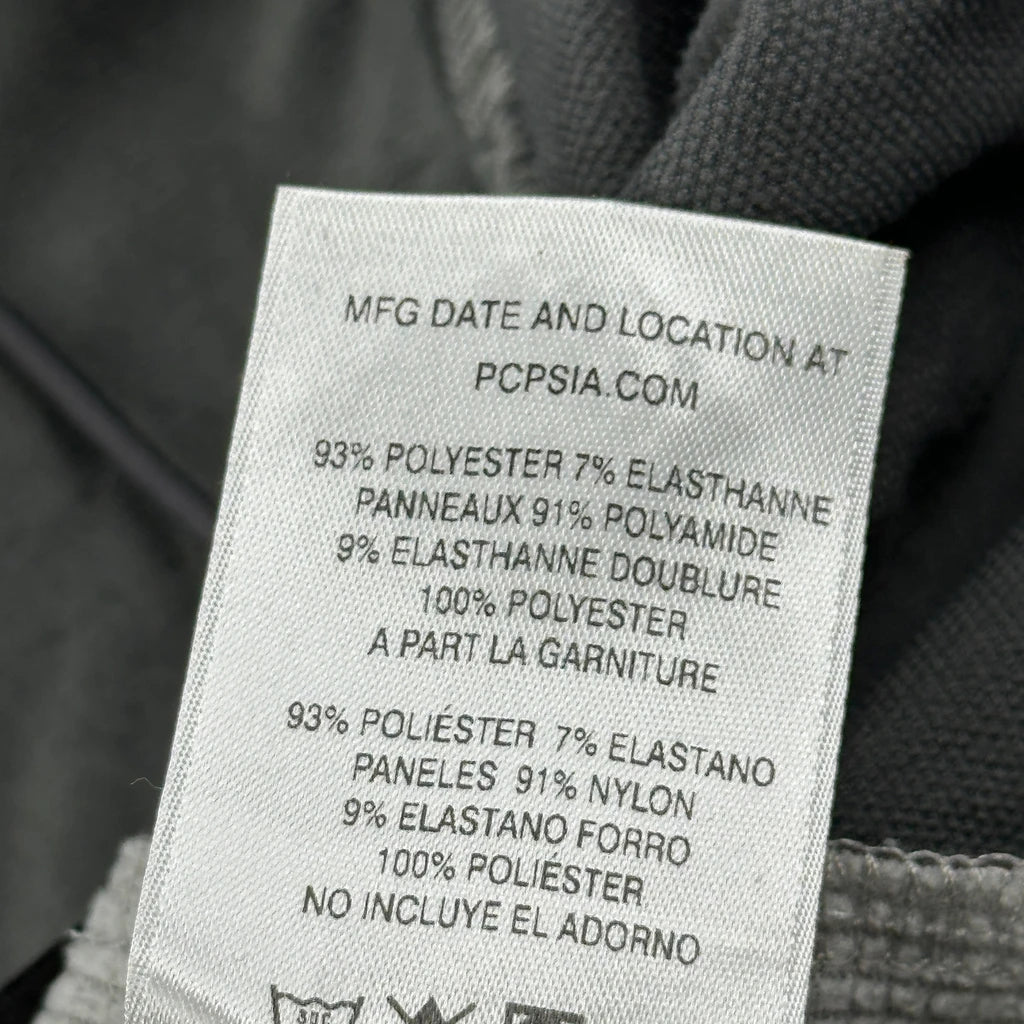 MFG DATE AND LOCATION AT
PCPSIA.COM
93% POLYESTER 7% ELASTHANNE
PANNEAUX 91% POLYAMIDE
9% ELASTHANNE DOUBLURE
100% POLYESTER
A PART LA GARNITURE
93% POLIÉSTER 7% ELASTANO
PANELES 91% NYLON
9% ELASTANO FORRO
100% POLIÉSTER
NO INCLUYE EL ADORNO